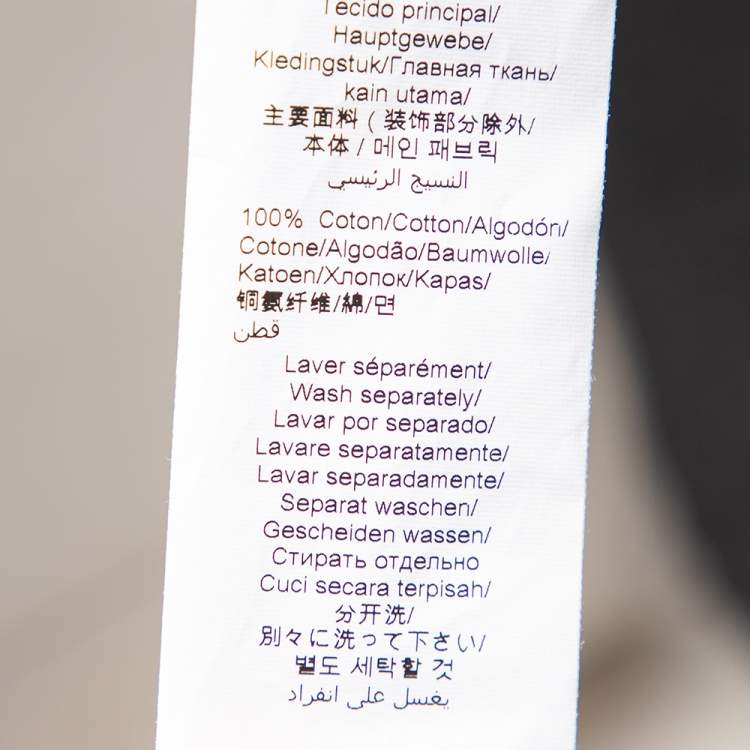 Tecido principal/
Hauptgewebe/
Kledingstuk/Главная ткань/
kain utama/
主要面料 ( 装饰部分除外/
本体 / 메인 패브릭
النسيج الرئيسي
100% Coton/Cotton/Algodón/
Cotone/Algodão/Baumwolle/
Katoen/Хлопок/Kapas/
铜氨纤维/綿/면
قطن
Laver séparément/
Wash separately/
Lavar por separado/
Lavare separatamente/
Lavar separadamente/
Separat waschen/
Gescheiden wassen/
Стирать отдельно
Cuci secara terpisah/
分开洗/
別々に洗って下さい/
별도 세탁할 것
يغسل على انفراد